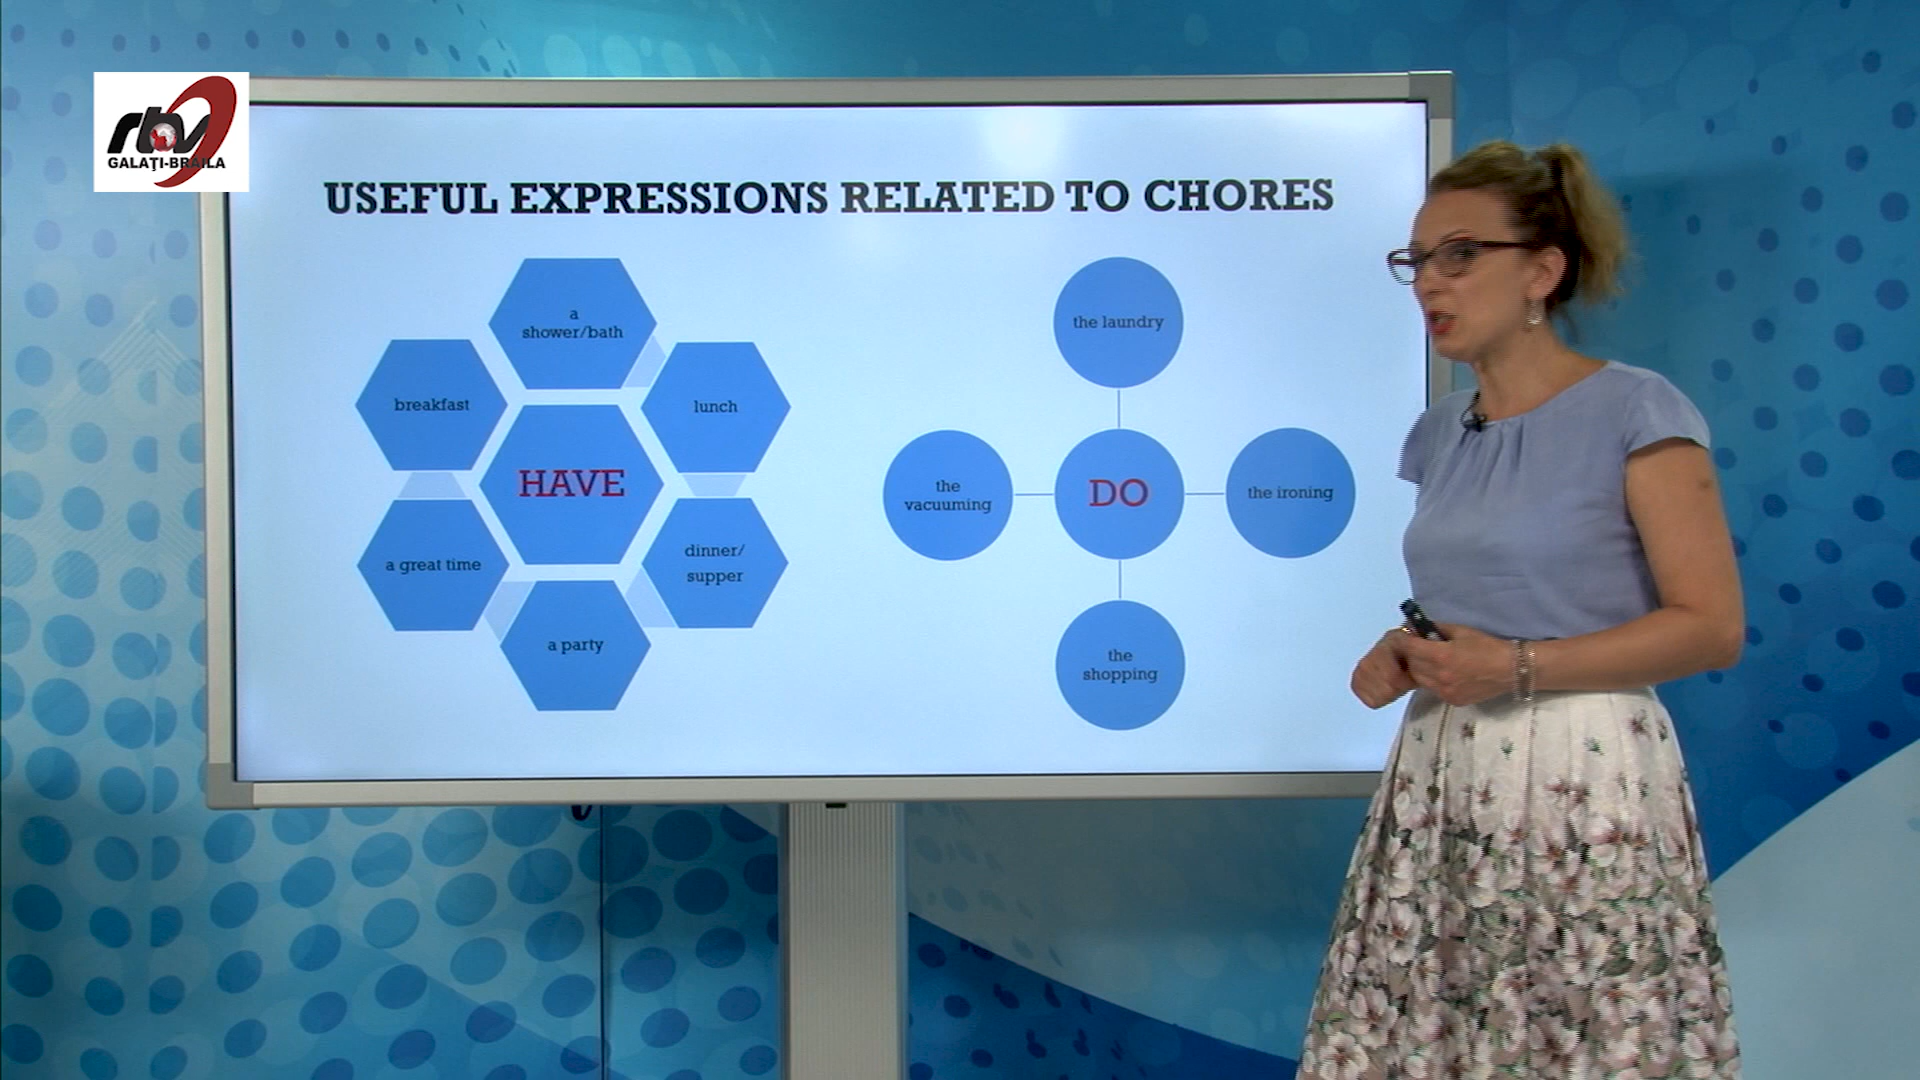 rtv
GALAŢI-BRĂILA
USEFUL EXPRESSIONS RELATED TO CHORES
a
shower/bath
breakfast
lunch
HAVE
a great time
dinner/
supper
a party
the laundry
the
vacuuming
DO
the ironing
the
shopping